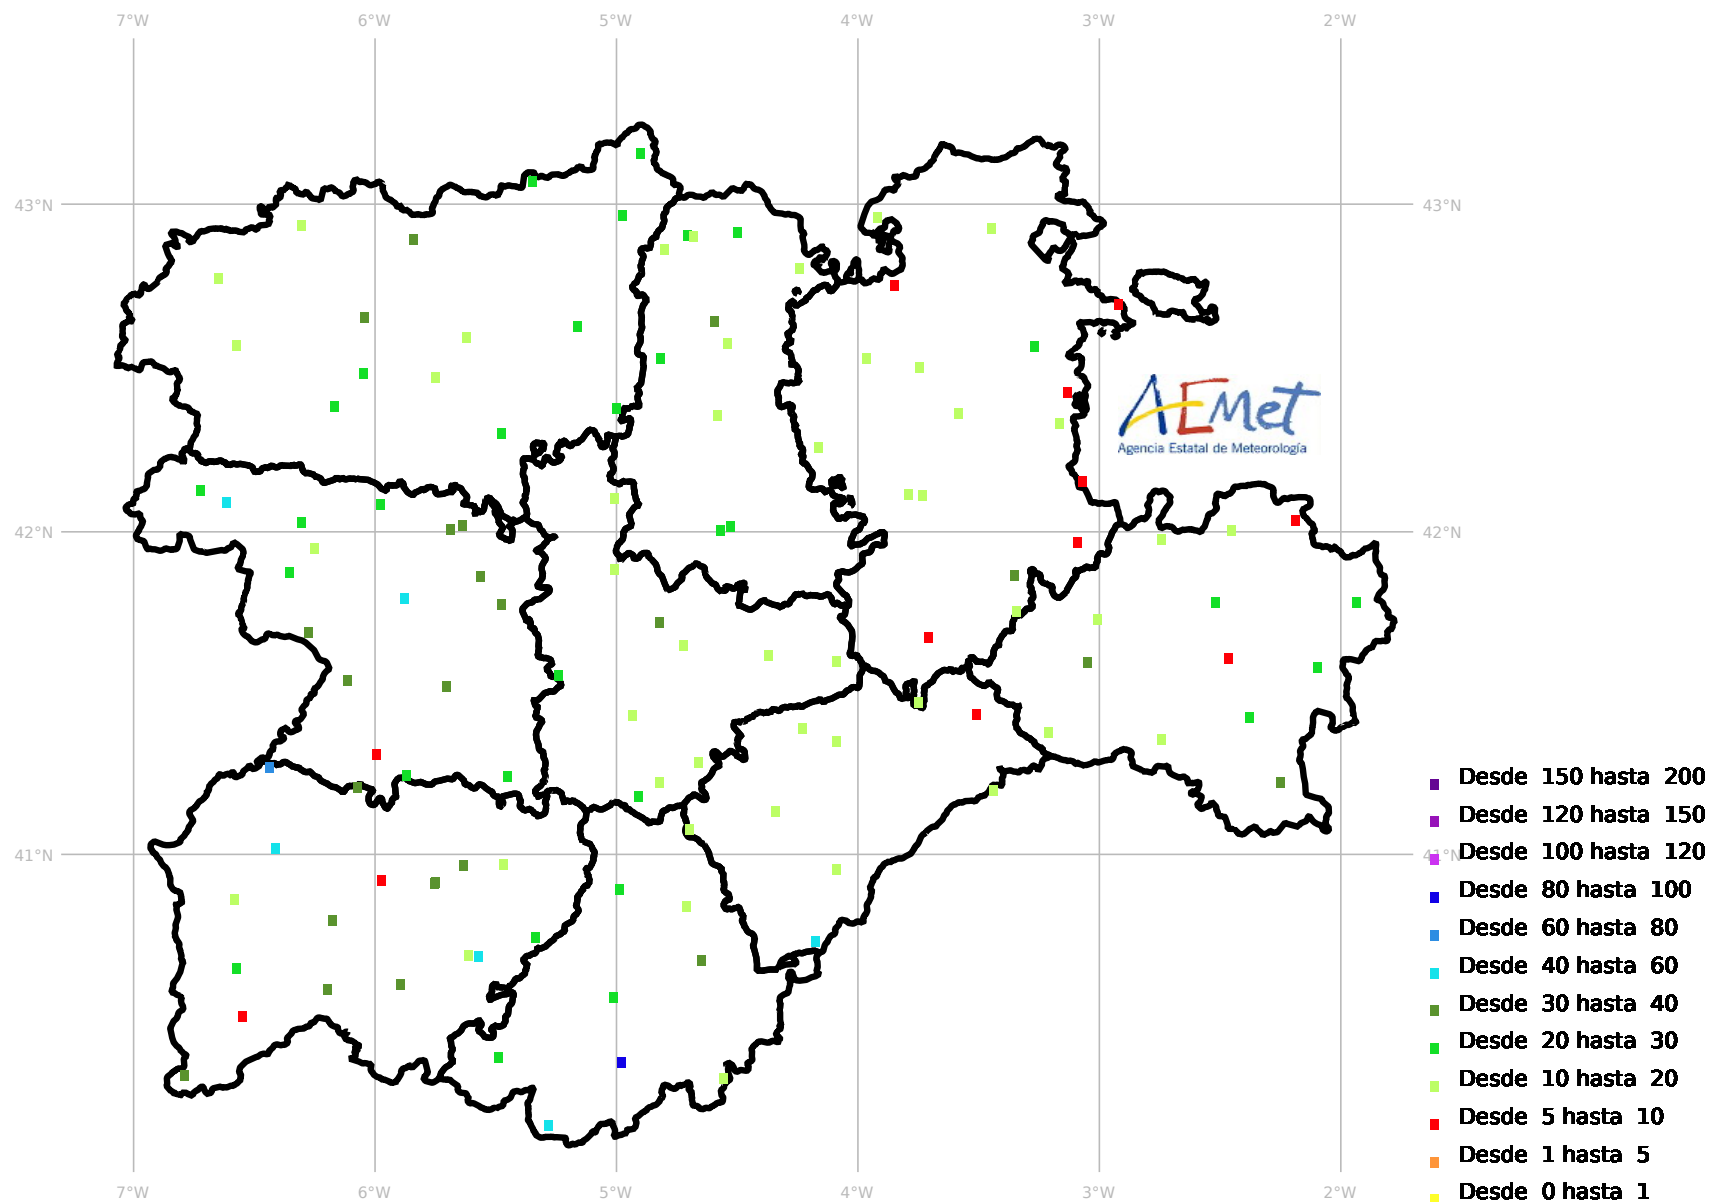 7°W 6°W 5°W 4°W 3°W 2°W
43°N 43°N
AEMet
Agencia Estatal de Meteorología
42°N 42°N
Desde 150 hasta 200
Desde 120 hasta 150
41°N 41°N
Desde 100 hasta 120
Desde 80 hasta 100
Desde 60 hasta 80
Desde 40 hasta 60
Desde 30 hasta 40
Desde 20 hasta 30
Desde 10 hasta 20
Desde 5 hasta 10
Desde 1 hasta 5
Desde 0 hasta 1
7°W 6°W 5°W 4°W 3°W 2°W